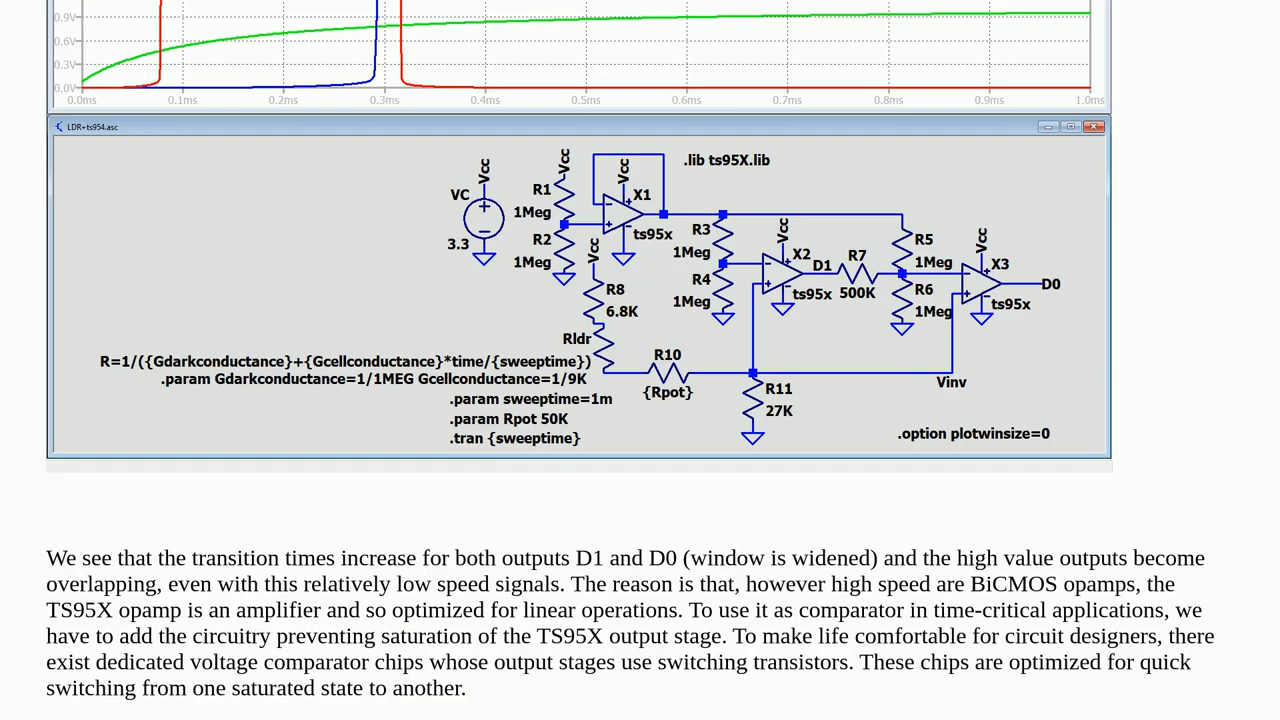 0.9V
0.6V
0.3V
0.0V
0.0ms 0.1ms 0.2ms 0.3ms 0.4ms 0.5ms 0.6ms 0.7ms 0.8ms 0.9ms 1.0ms
LDR+ts954.asc
VC
Vcc
3.3
Vcc
R1
1Meg
R2
1Meg
Vcc
X1
ts95x
.lib ts95X.lib
Vcc
R8
6.8K
Rldr
R3
1Meg
R4
1Meg
Vcc
X2
ts95x
D1
R7
500K
R5
1Meg
R6
1Meg
Vcc
X3
ts95x
D0
R10
{Rpot}
R11
27K
Vinv
R=1/({Gdarkconductance}+{Gcellconductance}*time/{sweeptime})
.param Gdarkconductance=1/1MEG Gcellconductance=1/9K
.param sweeptime=1m
.param Rpot 50K
.tran {sweeptime}
.option plotwinsize=0
We see that the transition times increase for both outputs D1 and D0 (window is widened) and the high value outputs become
overlapping, even with this relatively low speed signals. The reason is that, however high speed are BiCMOS opamps, the
TS95X opamp is an amplifier and so optimized for linear operations. To use it as comparator in time-critical applications, we
have to add the circuitry preventing saturation of the TS95X output stage. To make life comfortable for circuit designers, there
exist dedicated voltage comparator chips whose output stages use switching transistors. These chips are optimized for quick
switching from one saturated state to another.